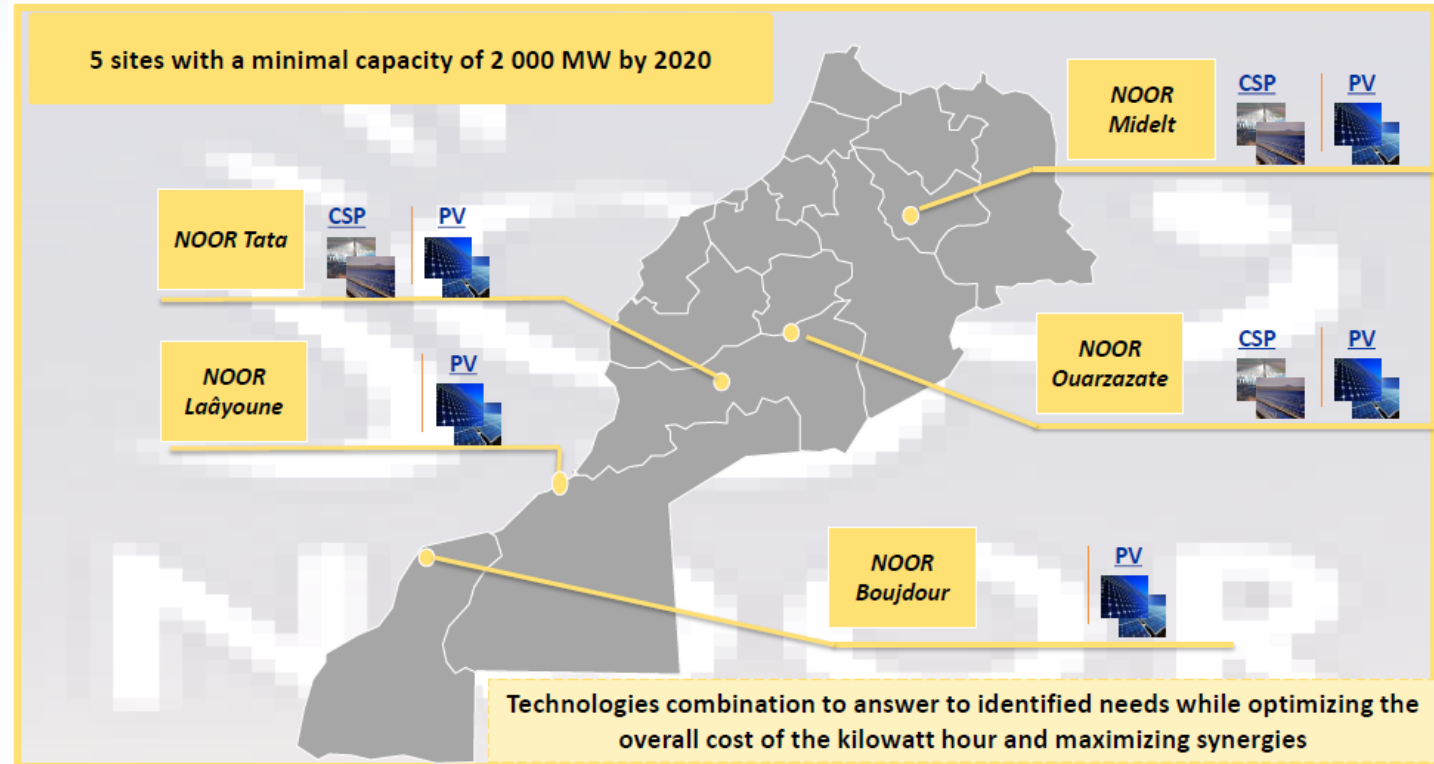 5 sites with a minimal capacity of 2 000 MW by 2020
NOOR
Midelt
CSP
PV
NOOR Tata
CSP
PV
NOOR
Laâyoune
PV
NOOR
Ouarzazate
CSP
PV
NOOR
Boujdour
PV
Technologies combination to answer to identified needs while optimizing the
overall cost of the kilowatt hour and maximizing synergies
NOOR